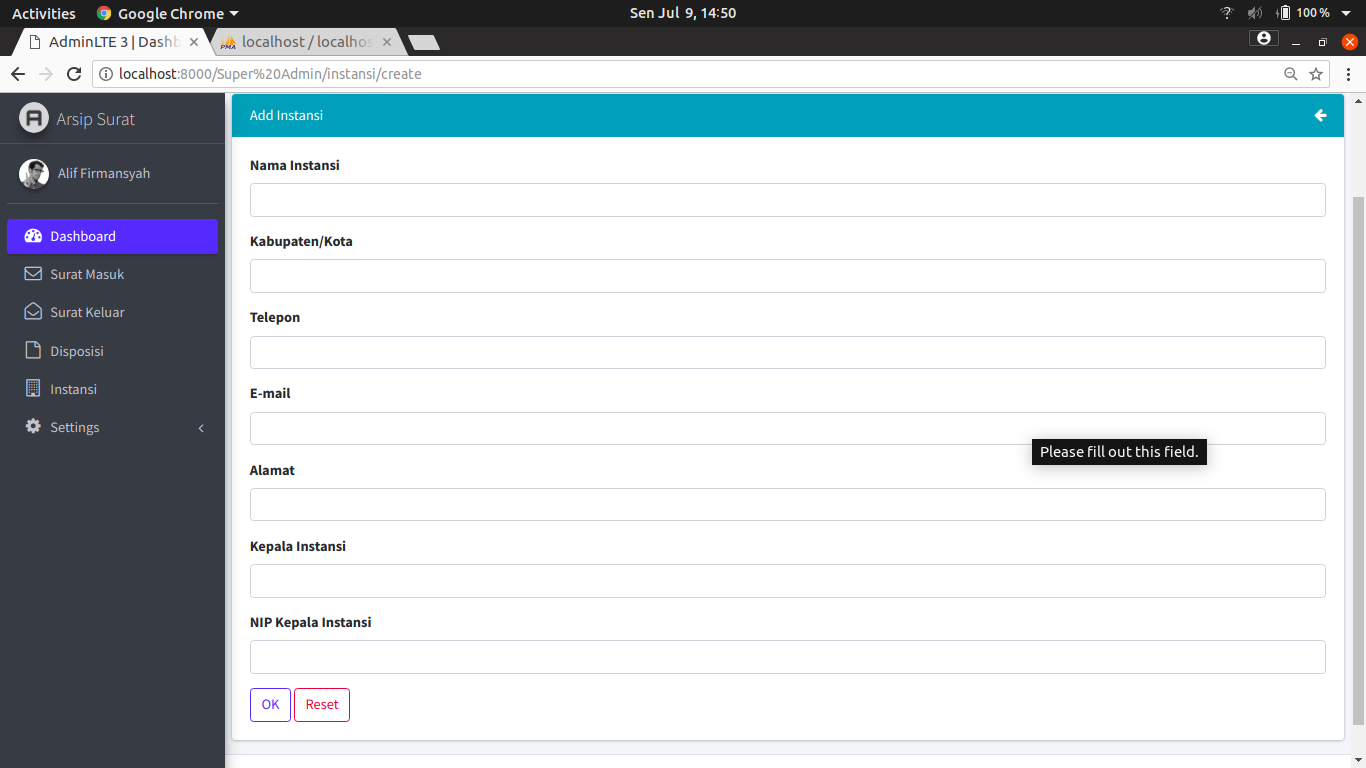 Activities Google Chrome Sen Jul 9, 14:50 100 %
AdminLTE 3 | Dashb localhost / localhos
localhost:8000/Super%20Admin/instansi/create
Arsip Surat
Alif Firmansyah
Dashboard
Surat Masuk
Surat Keluar
Disposisi
Instansi
Settings
Add Instansi
Nama Instansi
Kabupaten/Kota
Telepon
E-mail
Please fill out this field.
Alamat
Kepala Instansi
NIP Kepala Instansi
OK Reset